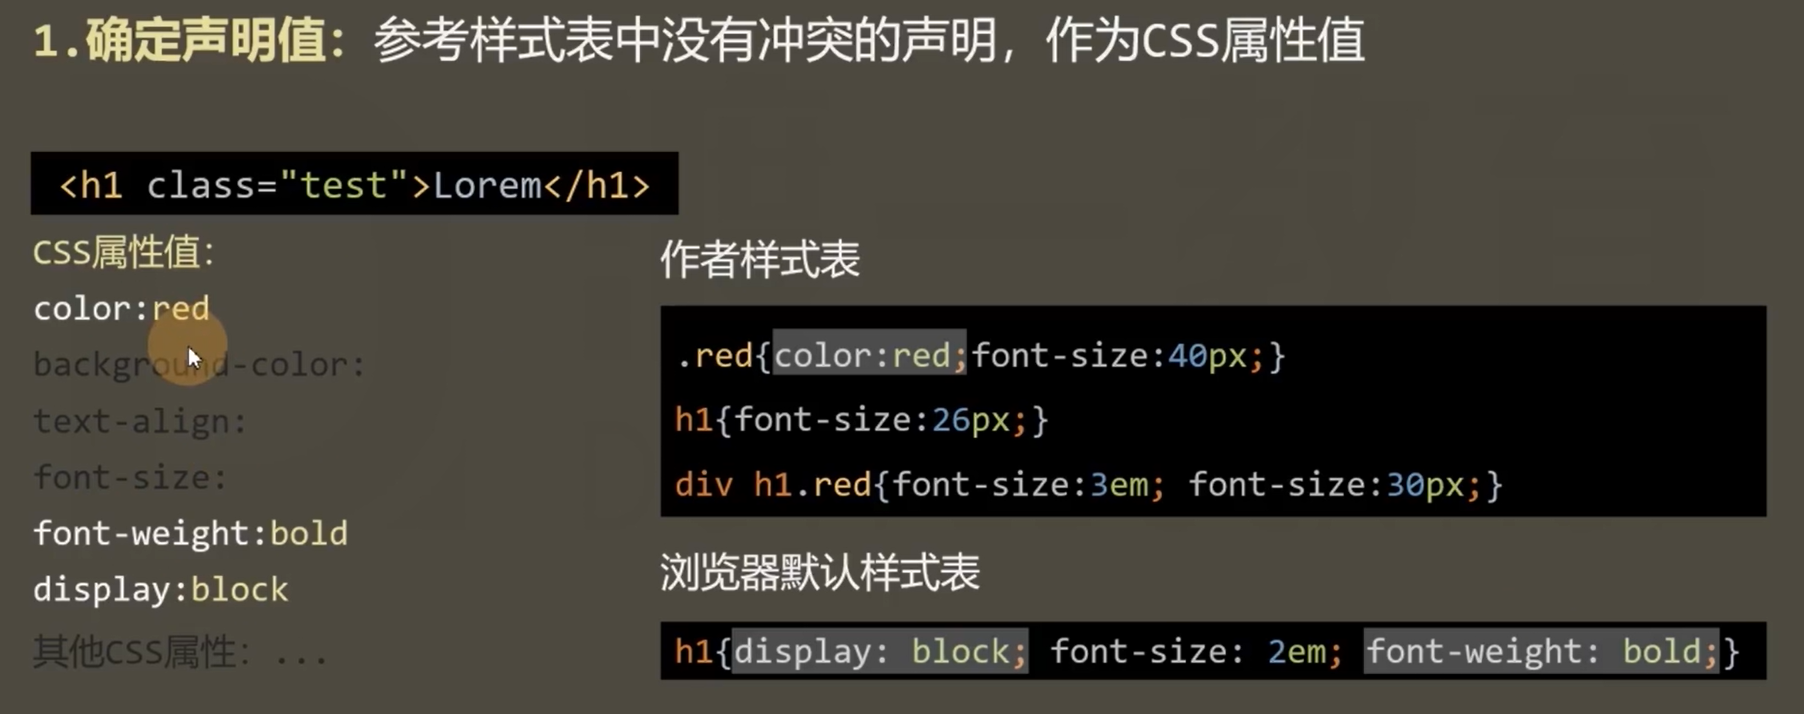 1.确定声明值：参考样式表中没有冲突的声明，作为CSS属性值
<h1 class="test">Lorem</h1>
CSS属性值：
color:red
background-color:
text-align:
font-size:
font-weight:bold
display:block
其他CSS属性：...
作者样式表
.red{color:red;font-size:40px;}
h1{font-size:26px;}
div h1.red{font-size:3em; font-size:30px;}
浏览器默认样式表
h1{display: block; font-size: 2em; font-weight: bold;}